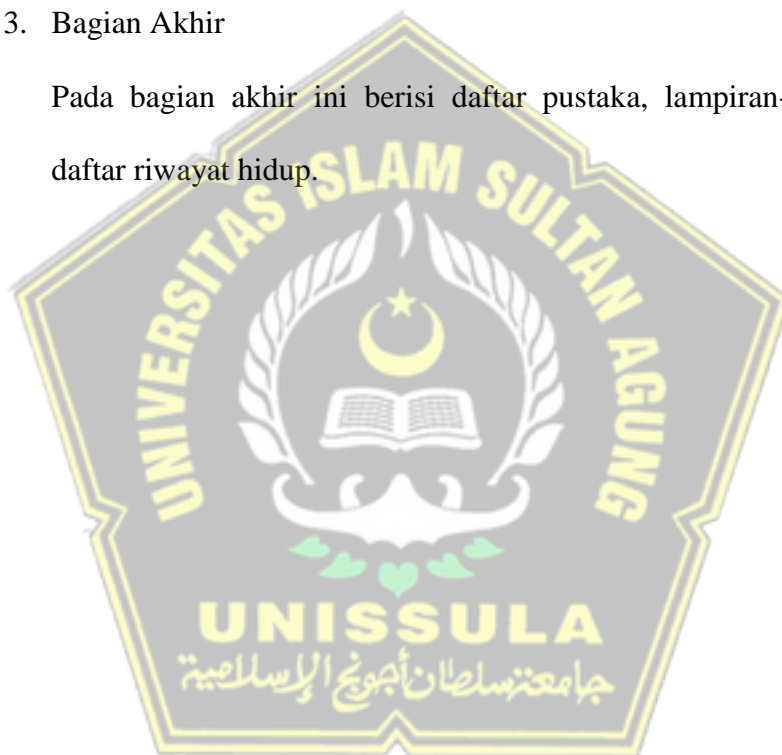 3. Bagian Akhir
Pada bagian akhir ini berisi daftar pustaka, lampiran-
daftar riwayat hidup.
UNIVERSITAS ISLAM SULTAN AGUNG
UNISSULA
جامعة سلطان أجونج الإسلامية